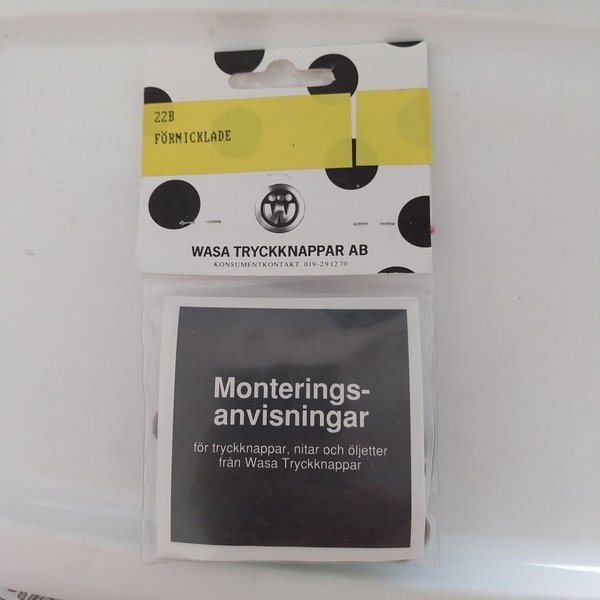 22B
FÖRNICKLADE
WASA TRYCKKNAPPAR AB
KONSUMENTKONTAKT 019-29 12 70
Monterings-
anvisningar
för tryckknappar, nitar och öljetter
från Wasa Tryckknappar